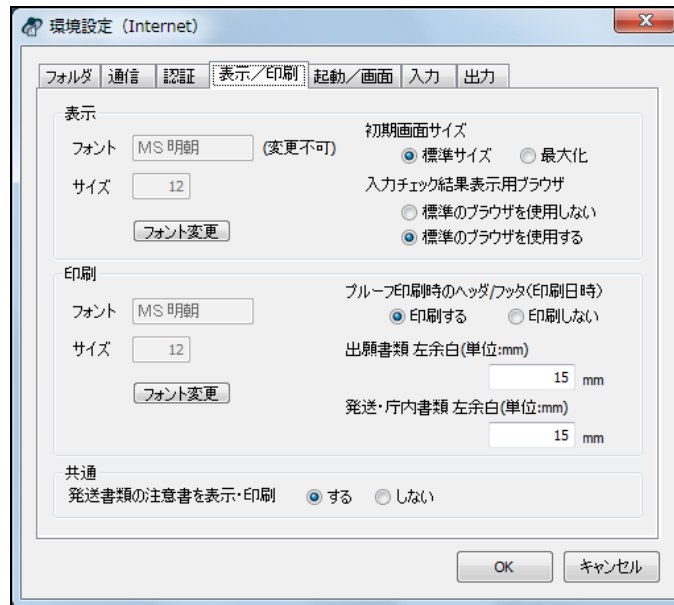 環境設定（Internet）
フォルダ 通信 認証 表示／印刷 起動／画面 入力 出力
表示
フォント MS 明朝 (変更不可)
サイズ 12
フォント変更
初期画面サイズ
標準サイズ 最大化
入力チェック結果表示用ブラウザ
標準のブラウザを使用しない
標準のブラウザを使用する
印刷
フォント MS 明朝
サイズ 12
フォント変更
プルーフ印刷時のヘッダ/フッタ(印刷日時)
印刷する 印刷しない
出願書類 左余白(単位:mm)
15 mm
発送・庁内書類 左余白(単位:mm)
15 mm
共通
発送書類の注意書を表示・印刷 する しない
OK キャンセル